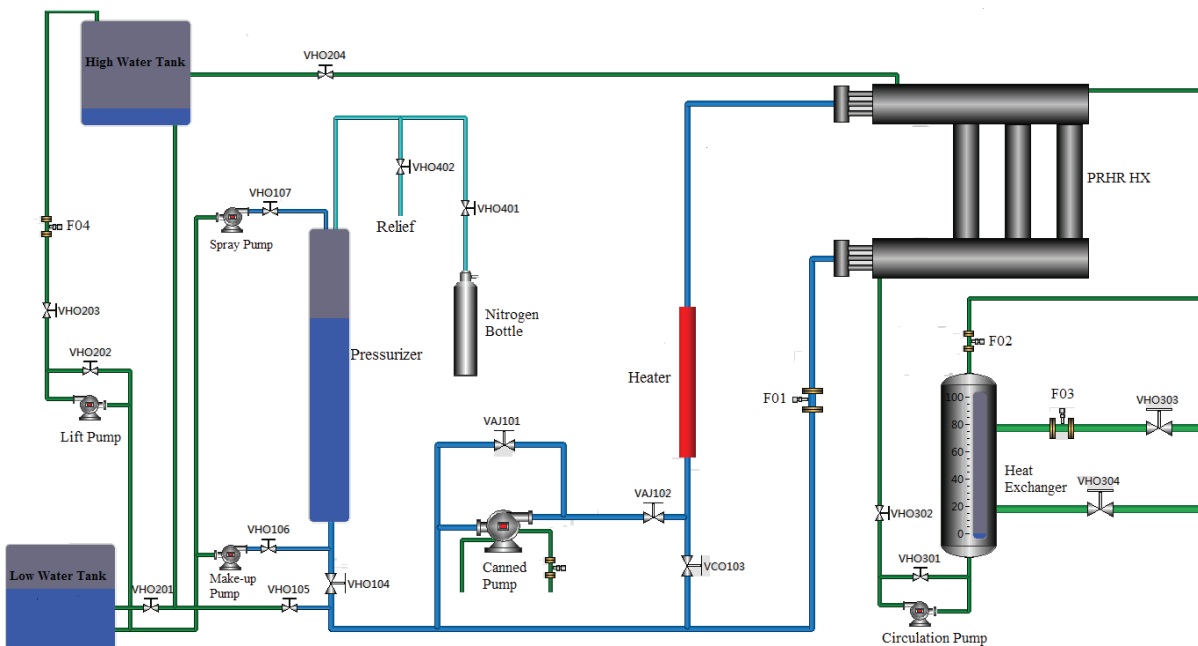 High Water Tank
VHO204
VHO402
VHO107
VHO401
PRHR HX
F04
Relief
Spray Pump
VHO203
Nitrogen
Bottle
VHO202
Pressurizer
F02
Heater
F01
100
80
60
40
20
0
F03
VHO303
Lift Pump
VAJ101
Heat
Exchanger
VHO304
VAJ102
VHO302
VHO106
Low Water Tank
Make-up
Pump
VHO104
Canned
Pump
VCO103
VHO301
VHO201
VHO105
Circulation Pump